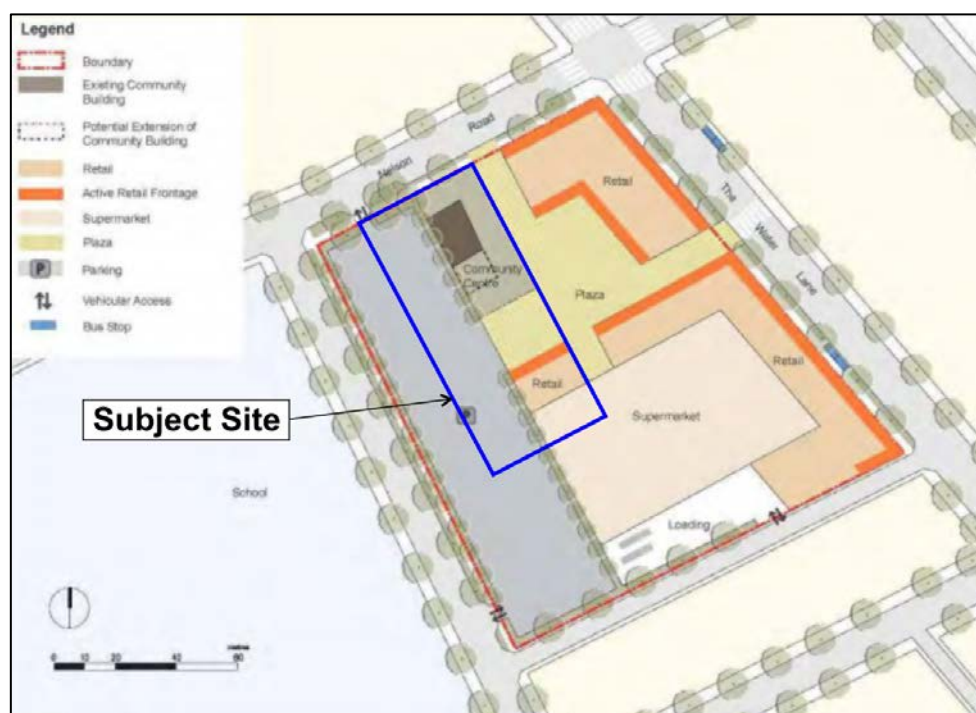 Legend
Boundary
Existing Community
Building
Potential Extension of
Community Building
Retail
Active Retail Frontage
Supermarket
Plaza
P
Parking
Vehicular Access
Bus Stop
Nelson Road
Retail
The Water Lane
Community
Centre
Plaza
Retail
Retail
Subject Site
P
Supermarket
School
Loading
metres
0 10 20 40 60